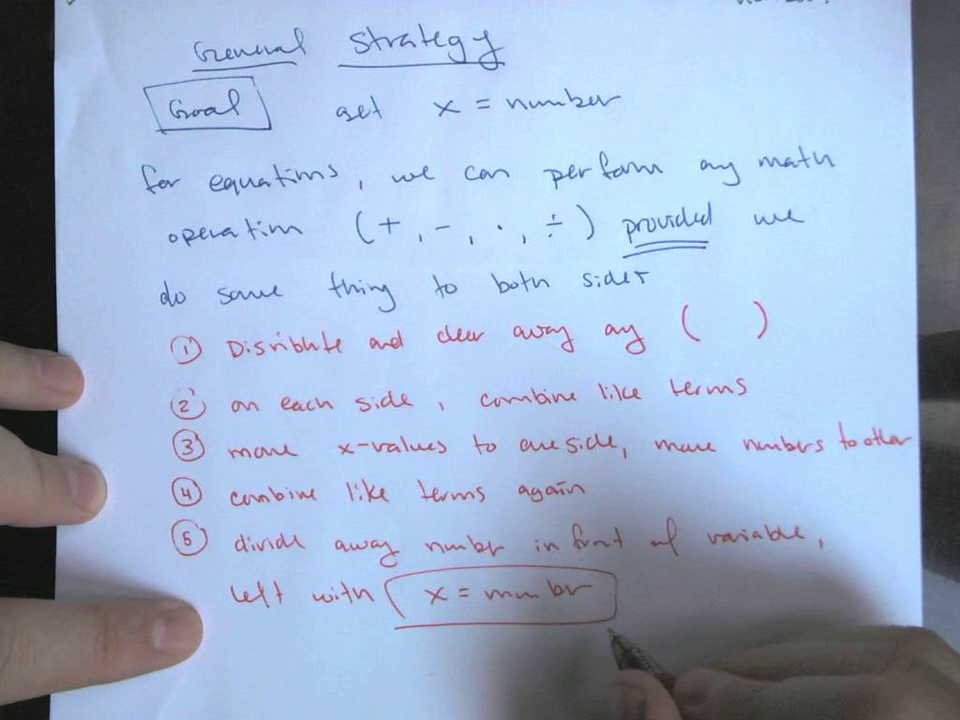 General Strategy
Goal get x = number
for equations, we can perform any math
operation (+, -, ·, ÷) provided we
do same thing to both sides
① Disribute and clear away any ( )
② on each side, combine like terms
③ move x-values to one side, move numbers to other
④ combine like terms again
⑤ divide away number in front of variable,
left with x = number